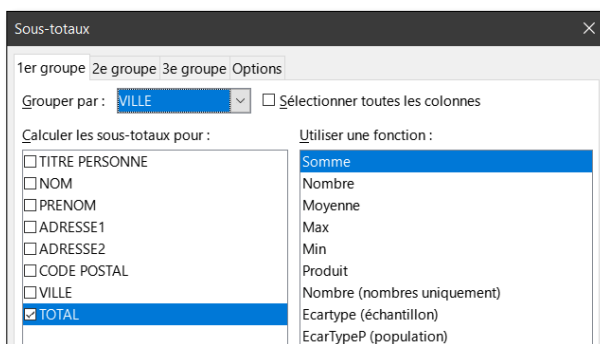 Sous-totaux
1er groupe 2e groupe 3e groupe Options
Grouper par : VILLE Sélectionner toutes les colonnes
Calculer les sous-totaux pour : Utiliser une fonction :
TITRE PERSONNE Somme
NOM Nombre
PRENOM Moyenne
ADRESSE1 Max
ADRESSE2 Min
CODE POSTAL Produit
VILLE Nombre (nombres uniquement)
TOTAL Ecartype (échantillon)
EcarTypeP (population)